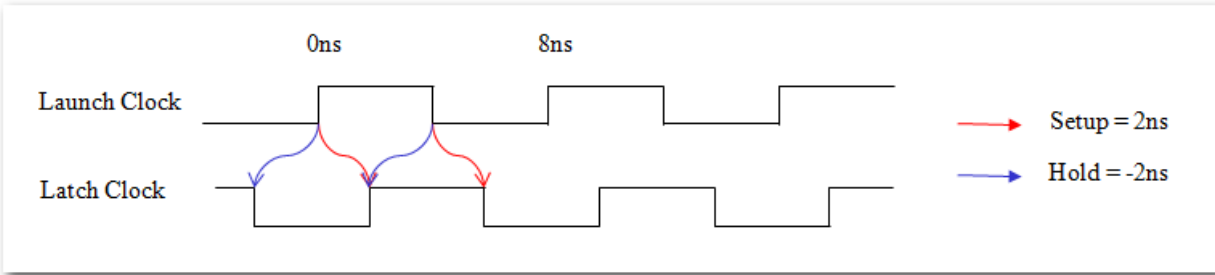 0ns 8ns
Launch Clock
Setup = 2ns
Hold = -2ns
Latch Clock